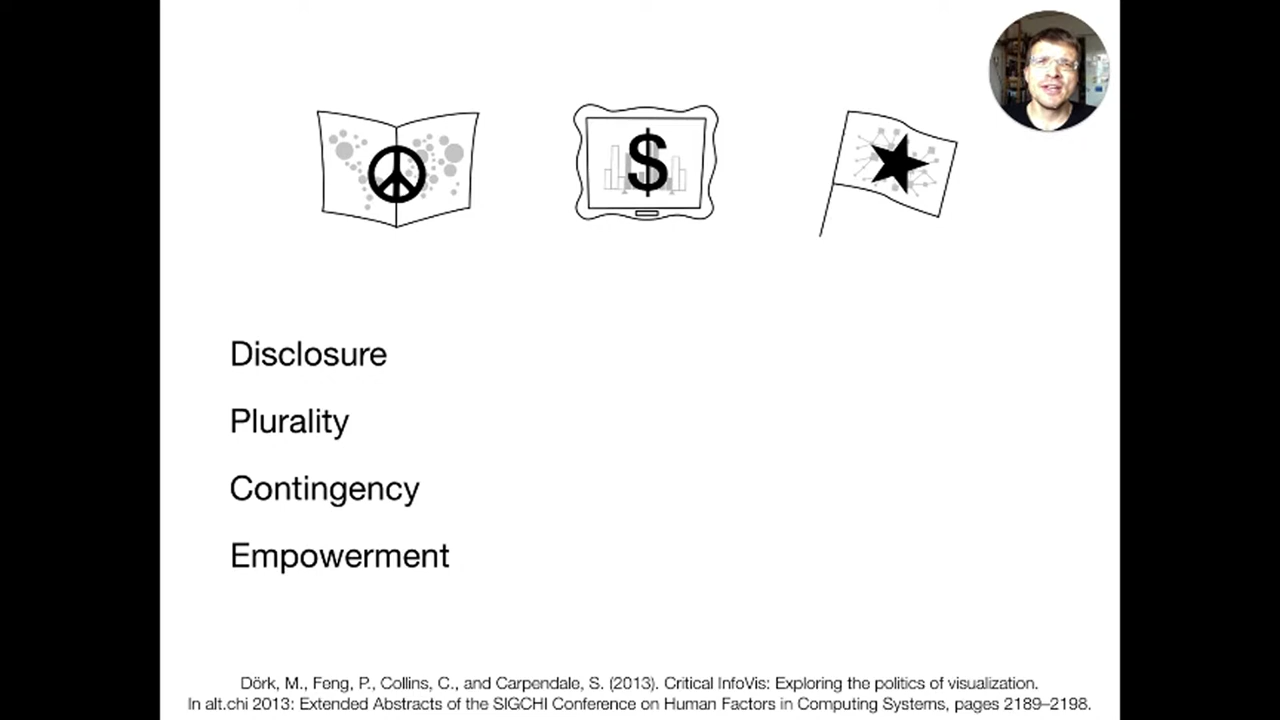 $
Disclosure
Plurality
Contingency
Empowerment
Dörk, M., Feng, P., Collins, C., and Carpendale, S. (2013). Critical InfoVis: Exploring the politics of visualization.
In alt.chi 2013: Extended Abstracts of the SIGCHI Conference on Human Factors in Computing Systems, pages 2189–2198.